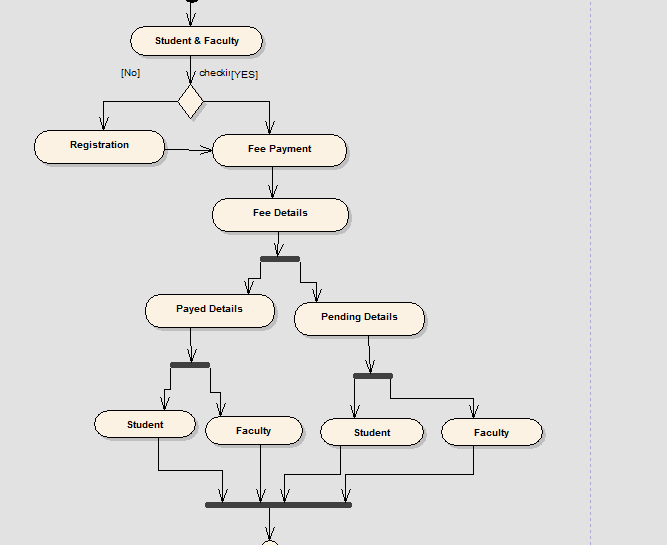 Student & Faculty
[No]
[YES]
Registration
Fee Payment
Fee Details
Payed Details
Pending Details
Student
Faculty
Student
Faculty